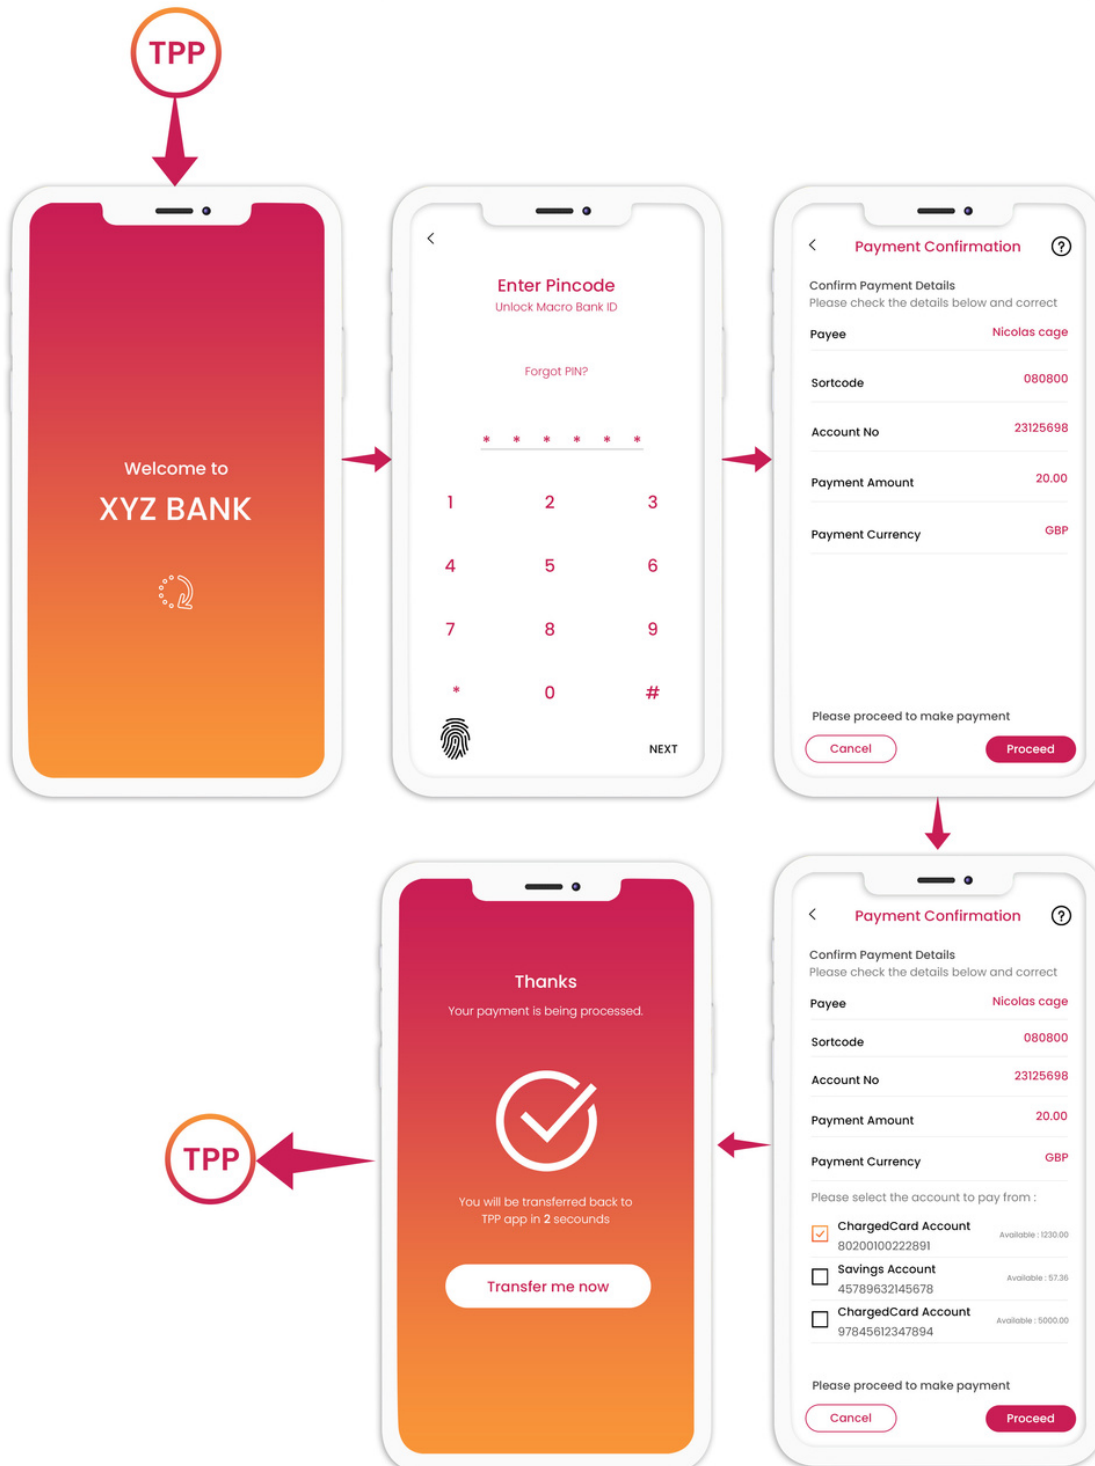 TPP
Welcome to
XYZ BANK
<
Enter Pincode
Unlock Macro Bank ID
Forgot PIN?
* * * * * *
1 2 3
4 5 6
7 8 9
* 0 #
NEXT
< Payment Confirmation ?
Confirm Payment Details
Please check the details below and correct
Payee Nicolas cage
Sortcode 080800
Account No 23125698
Payment Amount 20.00
Payment Currency GBP
Please proceed to make payment
Cancel Proceed
< Payment Confirmation ?
Confirm Payment Details
Please check the details below and correct
Payee Nicolas cage
Sortcode 080800
Account No 23125698
Payment Amount 20.00
Payment Currency GBP
Please select the account to pay from :
ChargedCard Account Available : 1230.00
80200100222891
Savings Account Available : 57.36
45789632145678
ChargedCard Account Available : 5000.00
97845612347894
Please proceed to make payment
Cancel Proceed
Thanks
Your payment is being processed.
You will be transferred back to
TPP app in 2 secounds
Transfer me now
TPP